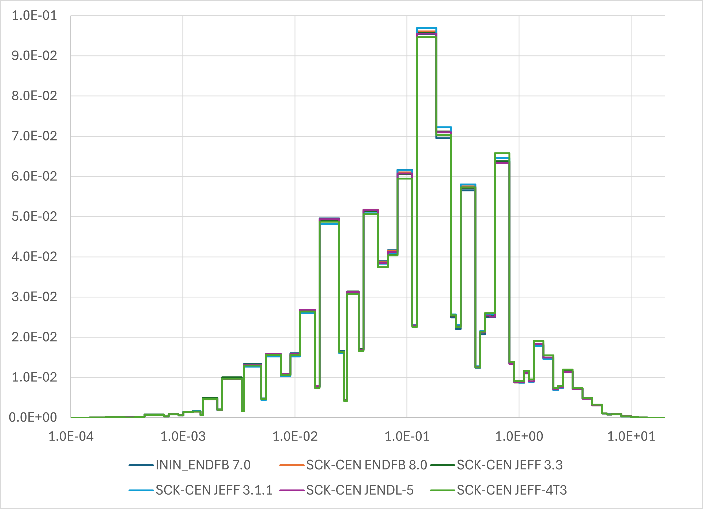 1.0E-01
9.0E-02
8.0E-02
7.0E-02
6.0E-02
5.0E-02
4.0E-02
3.0E-02
2.0E-02
1.0E-02
0.0E+00
1.0E-04 1.0E-03 1.0E-02 1.0E-01 1.0E+00 1.0E+01
ININ_ENDFB 7.0 SCK-CEN ENDFB 8.0 SCK-CEN JEFF 3.3
SCK-CEN JEFF 3.1.1 SCK-CEN JENDL-5 SCK-CEN JEFF-4T3